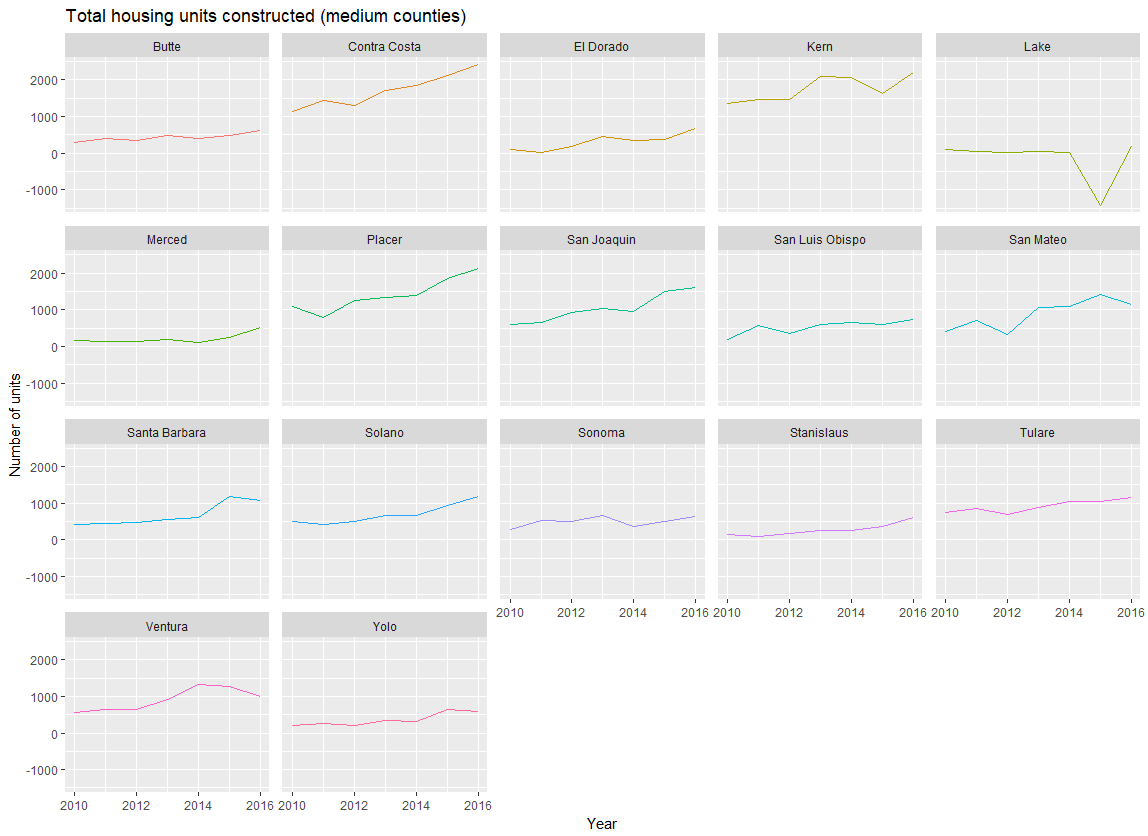 Total housing units constructed (medium counties)
Butte Contra Costa El Dorado Kern Lake
2000
1000
0
-1000
Merced Placer San Joaquin San Luis Obispo San Mateo
2000
1000
0
-1000
Number of units
Santa Barbara Solano Sonoma Stanislaus Tulare
2000
1000
0
-1000
2010 2012 2014 2016 2010 2012 2014 2016 2010 2012 2014 2016
Ventura Yolo
2000
1000
0
-1000
2010 2012 2014 2016 2010 2012 2014 2016
Year